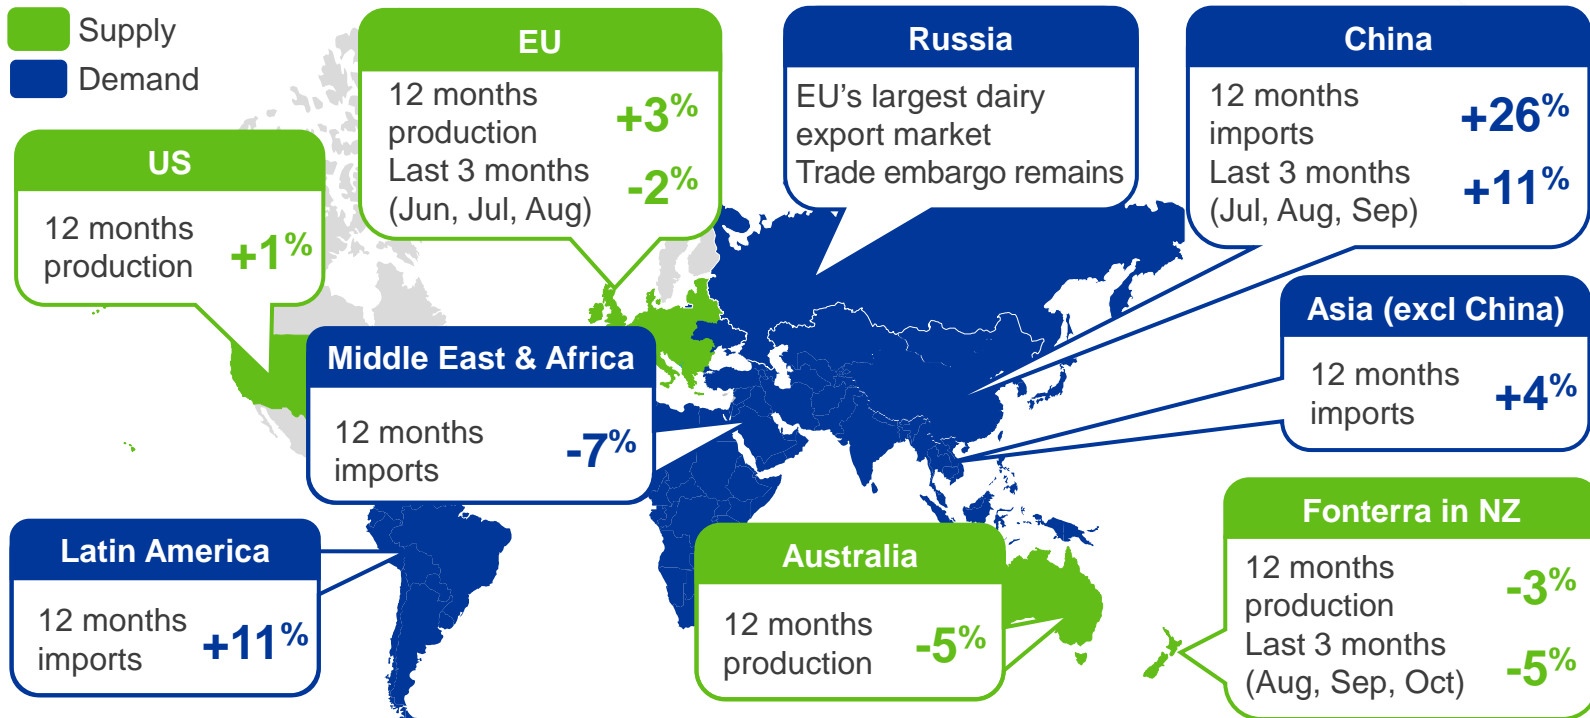 Supply
Demand
EU
12 months
production
+3%
Last 3 months
(Jun, Jul, Aug)
-2%
Russia
EU's largest dairy
export market
Trade embargo remains
China
12 months
imports
+26%
Last 3 months
(Jul, Aug, Sep)
+11%
US
12 months
production
+1%
Middle East & Africa
12 months
imports
-7%
Asia (excl China)
12 months
imports
+4%
Latin America
12 months
imports
+11%
Australia
12 months
production
-5%
Fonterra in NZ
12 months
production
-3%
Last 3 months
(Aug, Sep, Oct)
-5%